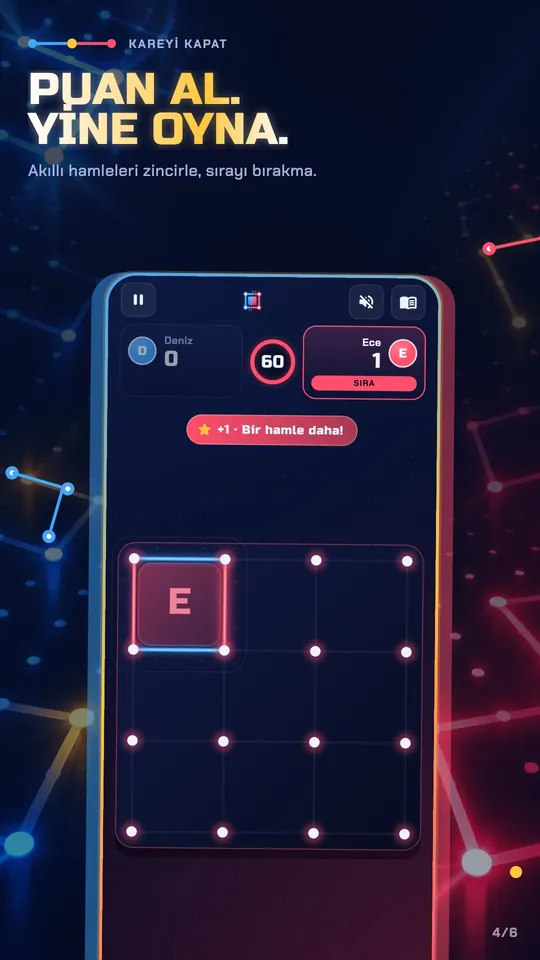 KAREYİ KAPAT
PUAN AL.
YİNE OYNA.
Akıllı hamleleri zincirle, sırayı bırakma.
D
Deniz
0
60
Ece
1
E
SIRA
+1 · Bir hamle daha!
E
4/6